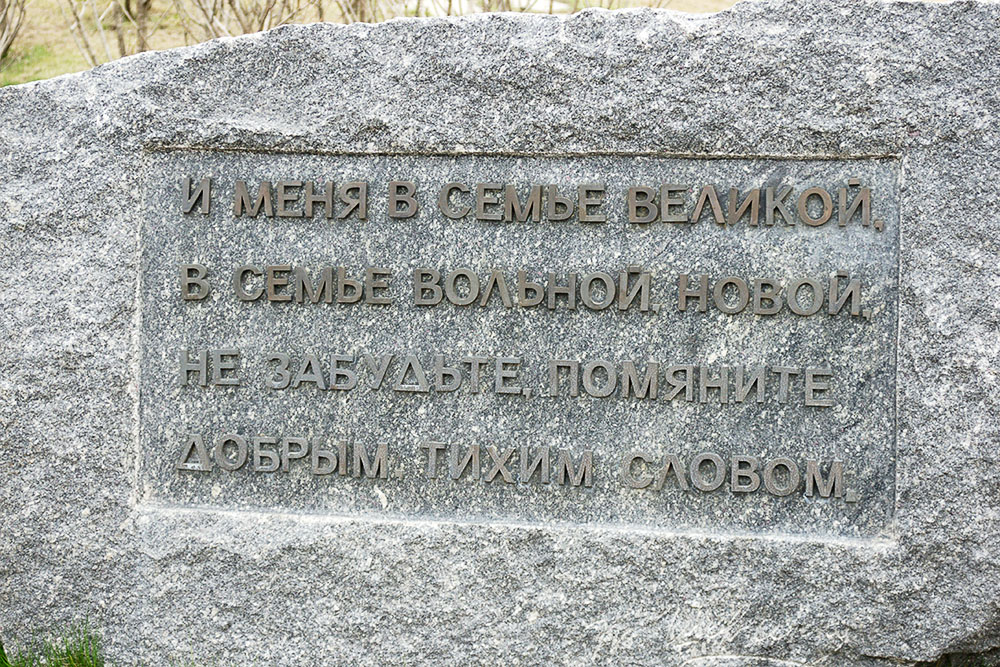 И МЕНЯ В СЕМЬЕ ВЕЛИКОЙ,
В СЕМЬЕ ВОЛЬНОЙ, НОВОЙ,
НЕ ЗАБУДЬТЕ, ПОМЯНИТЕ
ДОБРЫМ, ТИХИМ СЛОВОМ.